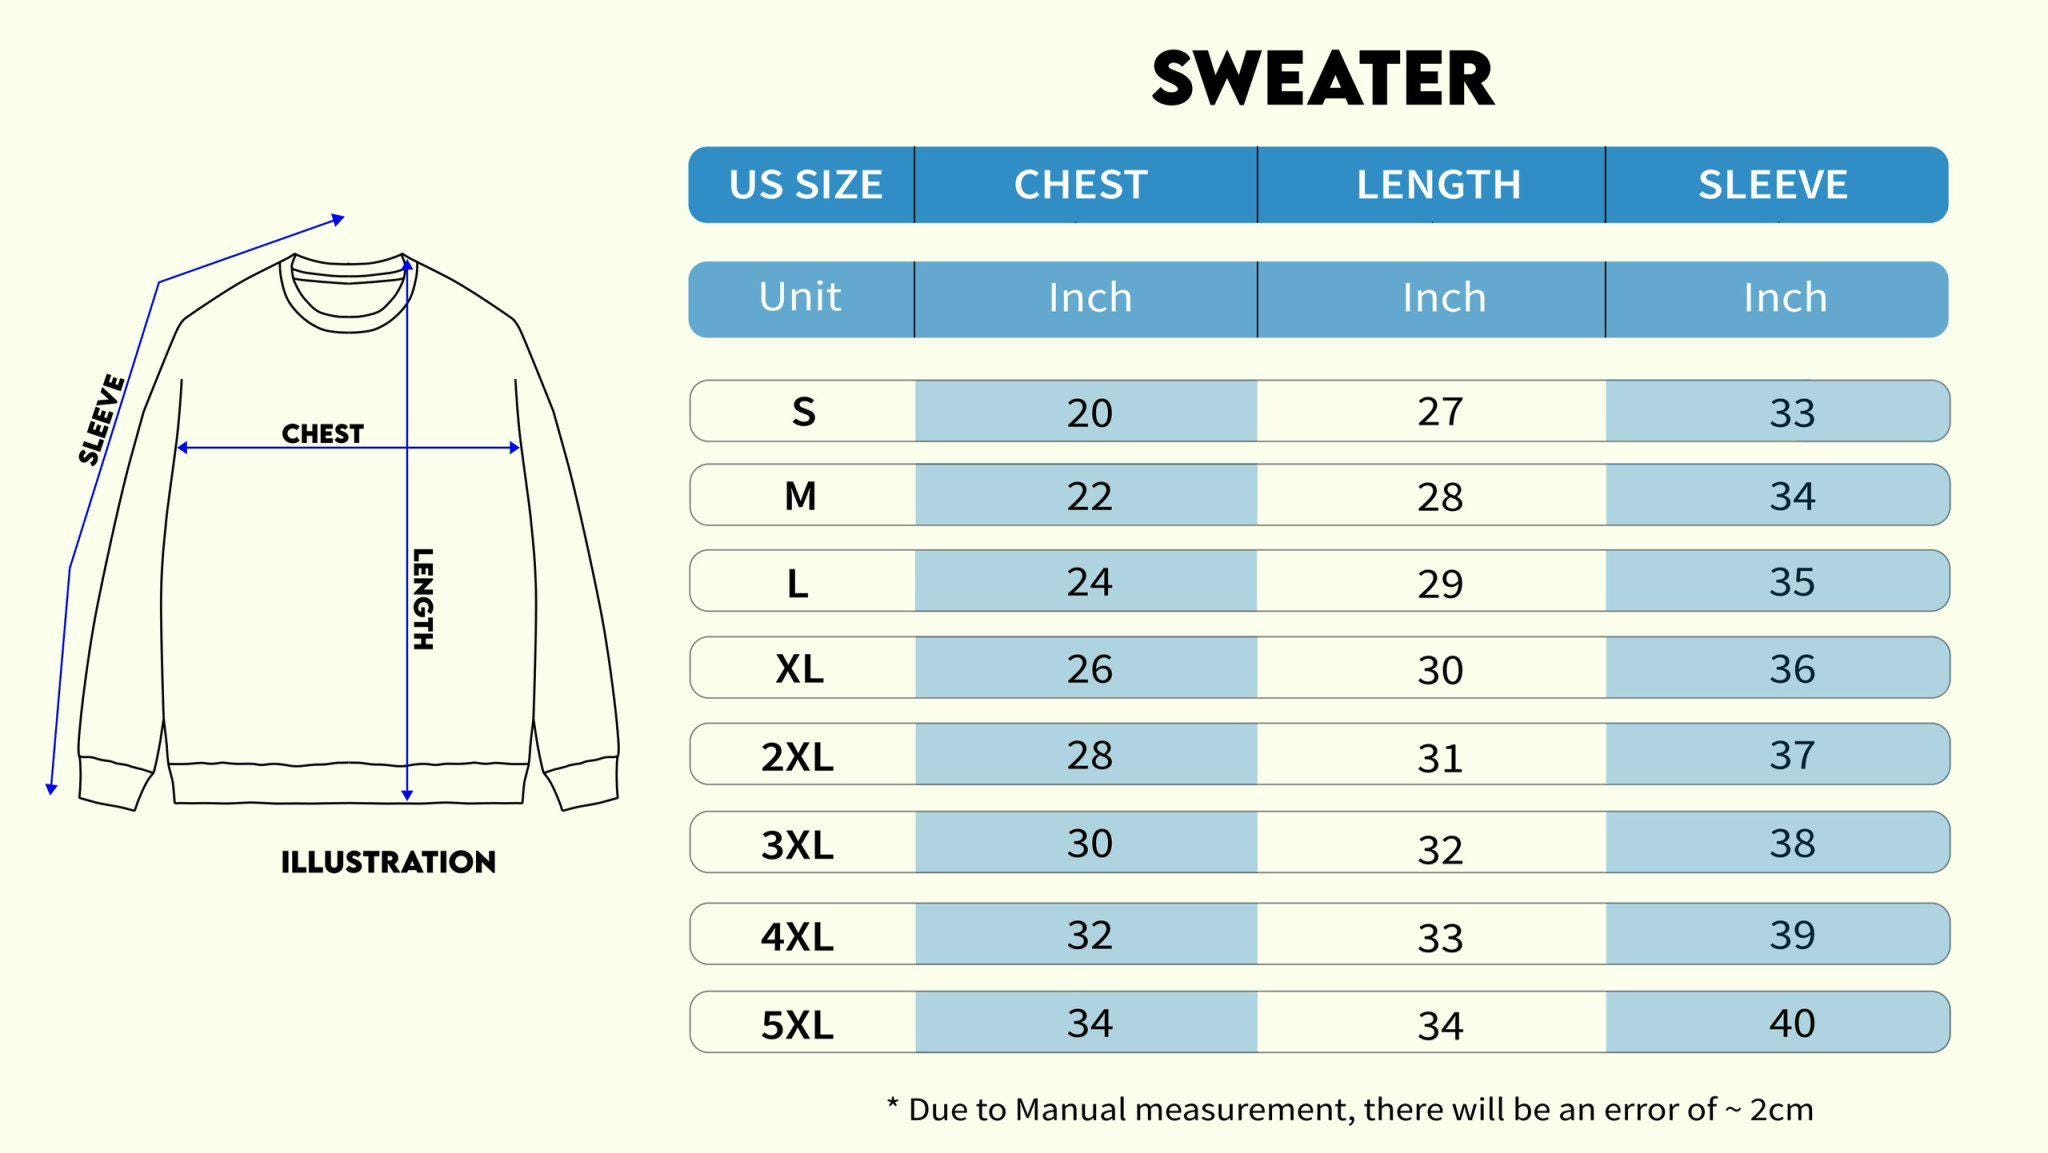 SWEATER
US SIZE CHEST LENGTH SLEEVE
Unit Inch Inch Inch
S 20 27 33
M 22 28 34
L 24 29 35
XL 26 30 36
2XL 28 31 37
3XL 30 32 38
4XL 32 33 39
5XL 34 34 40
* Due to Manual measurement, there will be an error of ~ 2cm
SLEEVE
CHEST
LENGTH
ILLUSTRATION